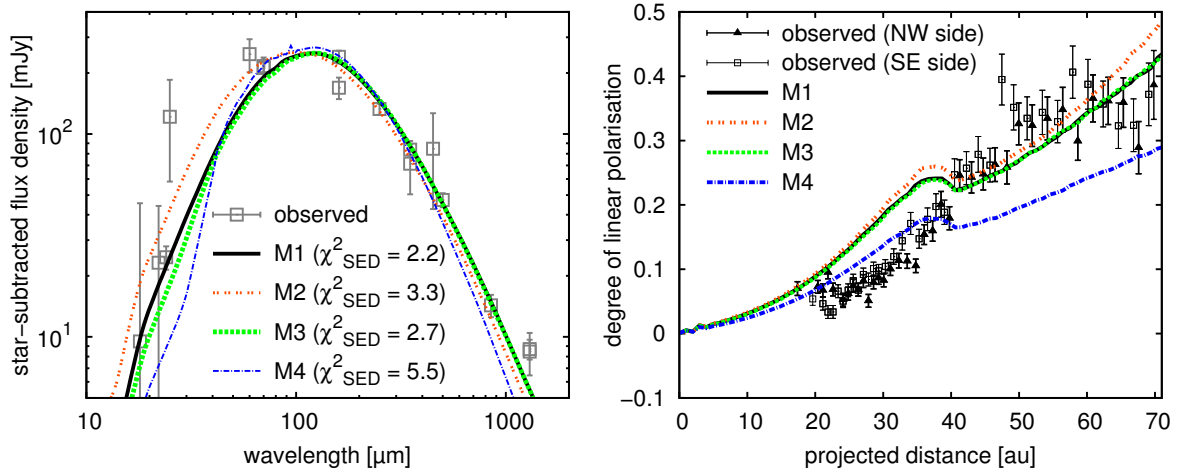 star-subtracted flux density [mJy]
10²
10¹
observed
M1 (χ²SED = 2.2)
M2 (χ²SED = 3.3)
M3 (χ²SED = 2.7)
M4 (χ²SED = 5.5)
10 100 1000
wavelength [µm]
degree of linear polarisation
0.5
0.4
0.3
0.2
0.1
0
−0.1
observed (NW side)
observed (SE side)
M1
M2
M3
M4
0 10 20 30 40 50 60 70
projected distance [au]